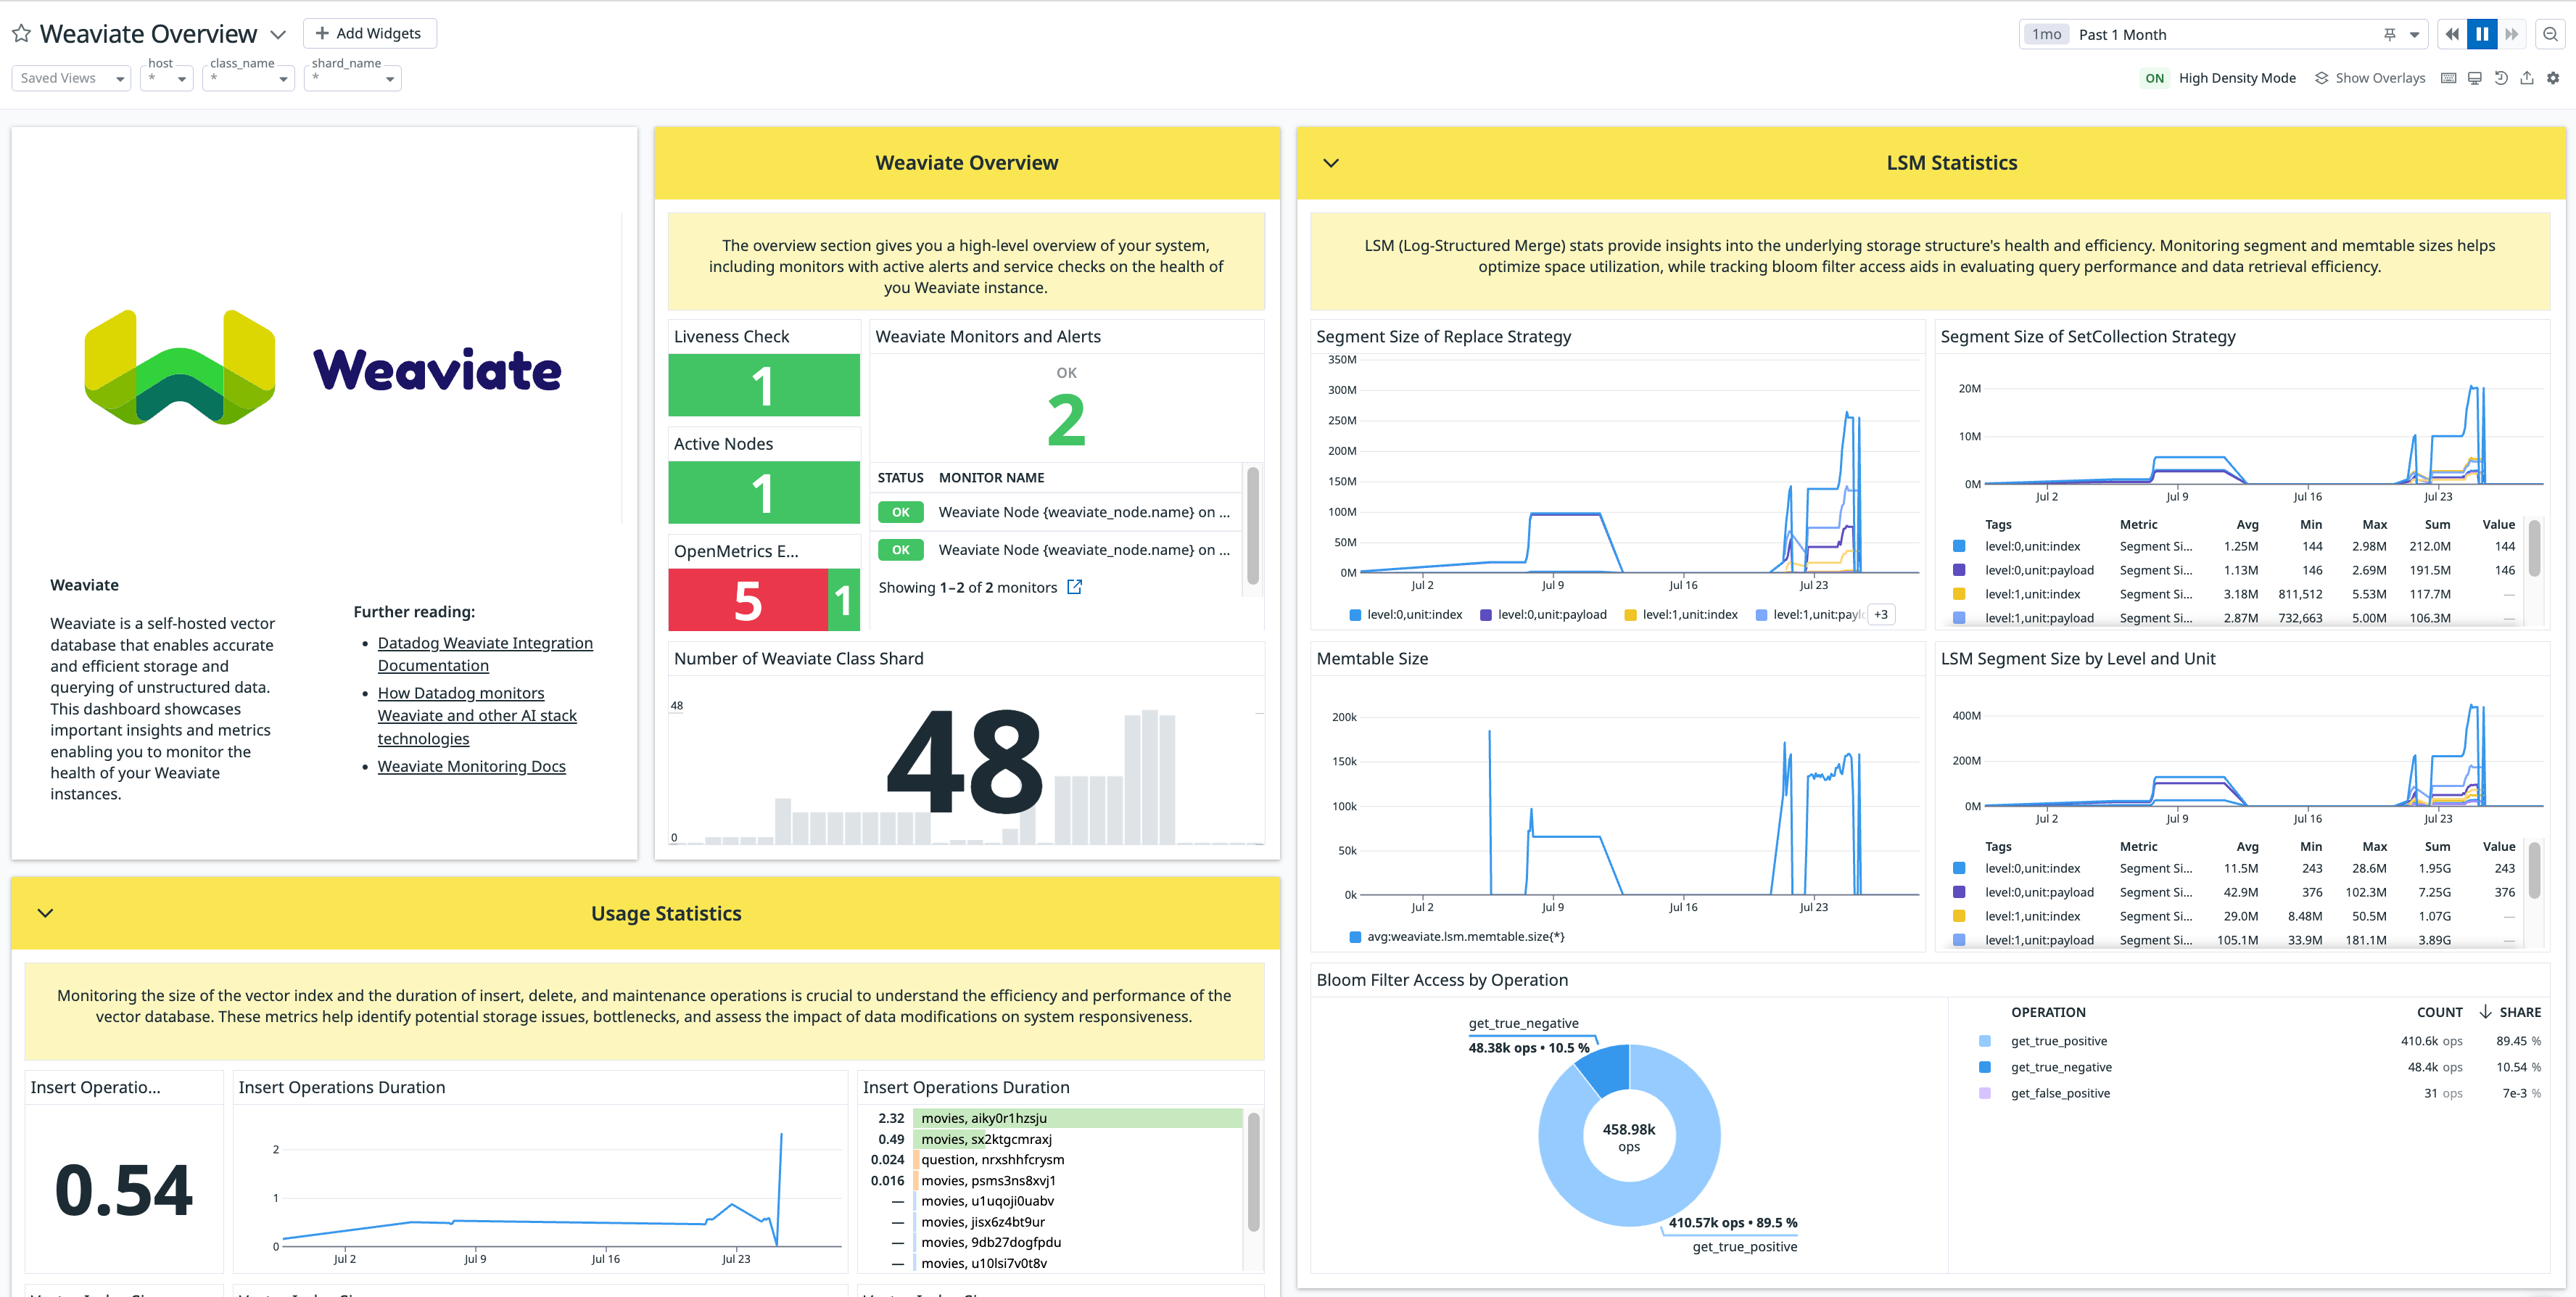 Weaviate Overview
Add Widgets
1mo Past 1 Month
Saved Views
host
*
class_name
*
shard_name
*
ON High Density Mode
Show Overlays
Weaviate
Weaviate
Weaviate is a self-hosted vector
database that enables accurate
and efficient storage and
querying of unstructured data.
This dashboard showcases
important insights and metrics
enabling you to monitor the
health of your Weaviate
instances.
Further reading:
Datadog Weaviate Integration
Documentation
How Datadog monitors
Weaviate and other AI stack
technologies
Weaviate Monitoring Docs
Weaviate Overview
The overview section gives you a high-level overview of your system,
including monitors with active alerts and service checks on the health of
you Weaviate instance.
Liveness Check
1
Active Nodes
1
OpenMetrics E...
5 1
Weaviate Monitors and Alerts
OK
2
STATUS MONITOR NAME
OK Weaviate Node {weaviate_node.name} on ...
OK Weaviate Node {weaviate_node.name} on ...
Showing 1–2 of 2 monitors
Number of Weaviate Class Shard
48
48
0
LSM Statistics
LSM (Log-Structured Merge) stats provide insights into the underlying storage structure's health and efficiency. Monitoring segment and memtable sizes helps
optimize space utilization, while tracking bloom filter access aids in evaluating query performance and data retrieval efficiency.
Segment Size of Replace Strategy
350M
300M
250M
200M
150M
100M
50M
0M
Jul 2 Jul 9 Jul 16 Jul 23
level:0,unit:index level:0,unit:payload level:1,unit:index level:1,unit:payl +3
Segment Size of SetCollection Strategy
20M
10M
0M
Jul 2 Jul 9 Jul 16 Jul 23
Tags Metric Avg Min Max Sum Value
level:0,unit:index Segment Si... 1.25M 144 2.98M 212.0M 144
level:0,unit:payload Segment Si... 1.13M 146 2.69M 191.5M 146
level:1,unit:index Segment Si... 3.18M 811,512 5.53M 117.7M —
level:1,unit:payload Segment Si... 2.87M 732,663 5.00M 106.3M —
Memtable Size
200k
150k
100k
50k
0k
Jul 2 Jul 9 Jul 16 Jul 23
avg:weaviate.lsm.memtable.size{*}
LSM Segment Size by Level and Unit
400M
200M
0M
Jul 2 Jul 9 Jul 16 Jul 23
Tags Metric Avg Min Max Sum Value
level:0,unit:index Segment Si... 11.5M 243 28.6M 1.95G 243
level:0,unit:payload Segment Si... 42.9M 376 102.3M 7.25G 376
level:1,unit:index Segment Si... 29.0M 8.48M 50.5M 1.07G —
level:1,unit:payload Segment Si... 105.1M 33.9M 181.1M 3.89G —
Bloom Filter Access by Operation
get_true_negative
48.38k ops • 10.5 %
458.98k
ops
410.57k ops • 89.5 %
get_true_positive
OPERATION COUNT SHARE
get_true_positive 410.6k ops 89.45 %
get_true_negative 48.4k ops 10.54 %
get_false_positive 31 ops 7e-3 %
Usage Statistics
Monitoring the size of the vector index and the duration of insert, delete, and maintenance operations is crucial to understand the efficiency and performance of the
vector database. These metrics help identify potential storage issues, bottlenecks, and assess the impact of data modifications on system responsiveness.
Insert Operatio...
0.54
Insert Operations Duration
2
1
0
Jul 2 Jul 9 Jul 16 Jul 23
Insert Operations Duration
2.32 movies, aiky0r1hzsju
0.49 movies, sx2ktgcmraxj
0.024 question, nrxshhfcrysm
0.016 movies, psms3ns8xvj1
— movies, u1uqoji0uabv
— movies, jisx6z4bt9ur
— movies, 9db27dogfpdu
— movies, u10lsi7v0t8v